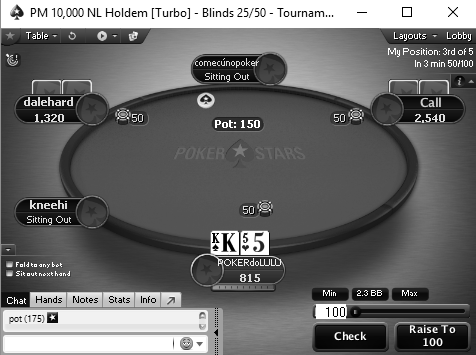 PM 10,000 NL Holdem [Turbo] - Blinds 25/50 - Tournam...
Table
Layouts
Lobby
My Position: 3rd of 5
In 3 min 50/100
i
comecúnopoker
Sitting Out
dalehard
1,320
50
Pot: 150
50
Call
2,540
POKER STARS
kneehi
Sitting Out
50
K K 5 5
POKERdoLULU
815
Fold to any bet
Sit out next hand
Chat Hands Notes Stats Info
pot (175)
Min 2.3 BB Max
100
Check
Raise To
100